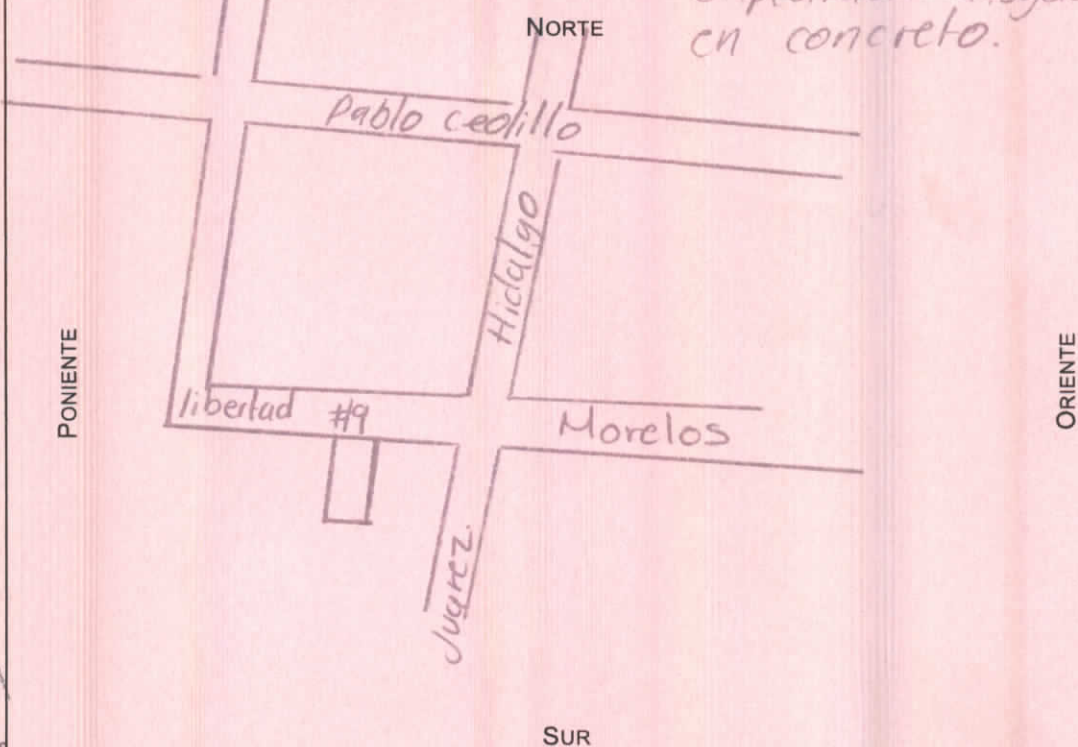 en concreto.
NORTE
Pablo Cedillo
Hidalgo
PONIENTE
ORIENTE
libertad #9
Morelos
Juarez.
SUR